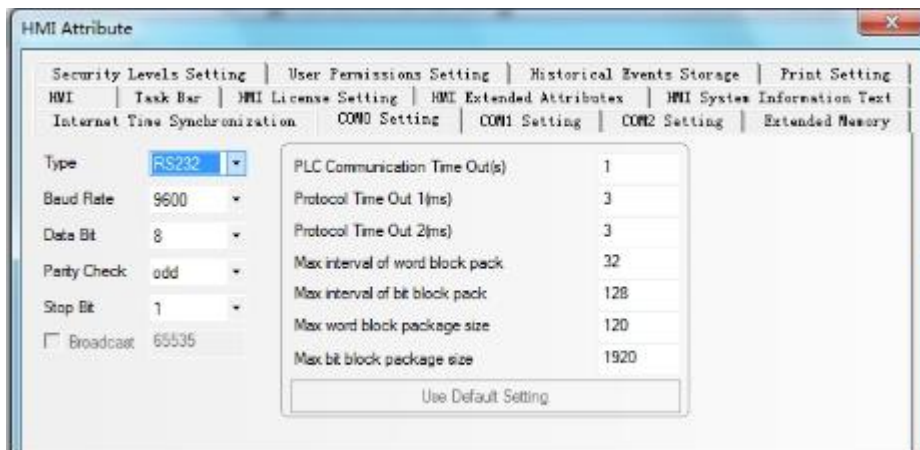 HMI Attribute
Security Levels Setting | User Permissions Setting | Historical Events Storage | Print Setting
HMI | Task Bar | HMI License Setting | HMI Extended Attributes | HMI System Information Text
Internet Time Synchronization | COM0 Setting | COM1 Setting | COM2 Setting | Extended Memory
Type RS232
Baud Rate 9600
Data Bit 8
Parity Check odd
Stop Bit 1
Broadcast 65535
PLC Communication Time Out(s) 1
Protocol Time Out 1(ms) 3
Protocol Time Out 2(ms) 3
Max interval of word block pack 32
Max interval of bit block pack 128
Max word block package size 120
Max bit block package size 1920
Use Default Setting